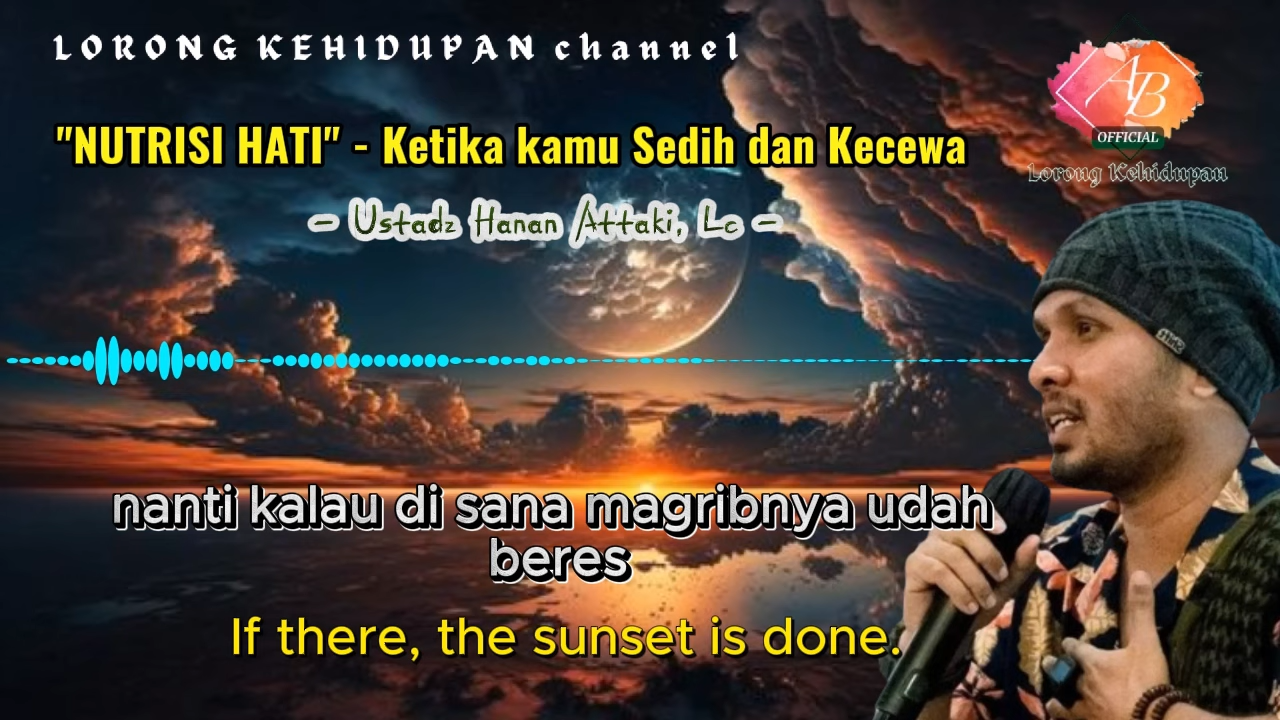 LORONG KEHIDUPAN channel
AB
OFFICIAL
Lorong Kehidupan
"NUTRISI HATI" - Ketika kamu Sedih dan Kecewa
- Ustadz Hanan Attaki, Lc -
nanti kalau di sana magribnya udah
beres
If there, the sunset is done.